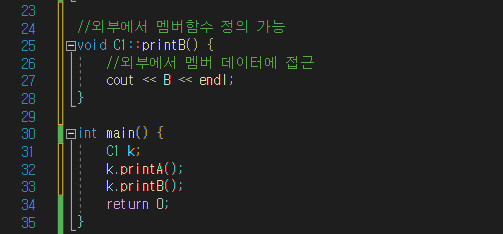 23
24 //외부에서 멤버함수 정의 가능
25 void C1::printB() {
26 //외부에서 멤버 데이터에 접근
27 cout << B << endl;
28 }
29
30 int main() {
31 C1 k;
32 k.printA();
33 k.printB();
34 return 0;
35 }